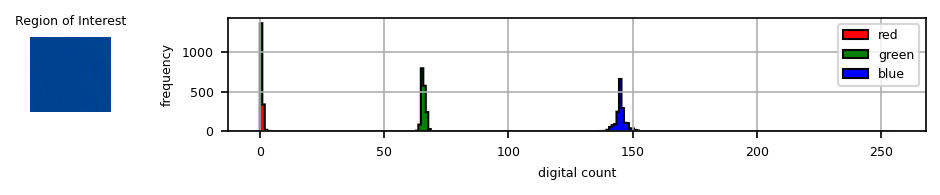 Region of Interest
frequency
1000
500
0
red
green
blue
0 50 100 150 200 250
digital count